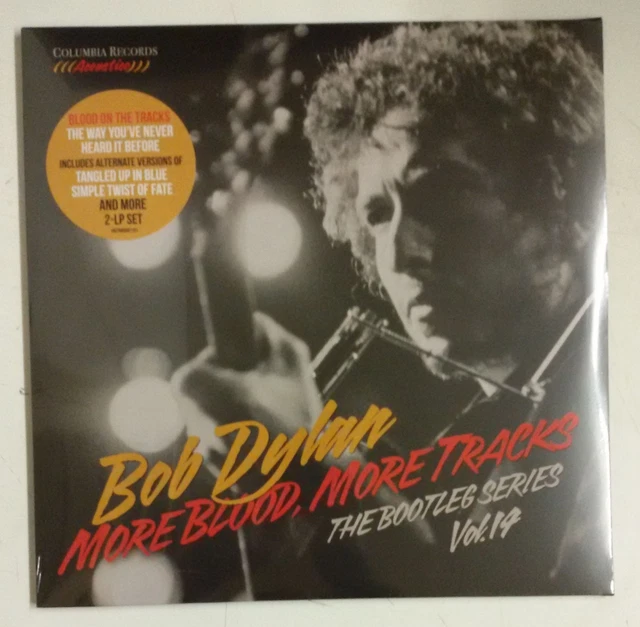 COLUMBIA RECORDS
(((Acoustic)))
BLOOD ON THE TRACKS
THE WAY YOU'VE NEVER
HEARD IT BEFORE
INCLUDES ALTERNATE VERSIONS OF
TANGLED UP IN BLUE
SIMPLE TWIST OF FATE
AND MORE
2-LP SET
Bob Dylan
MORE BLOOD, MORE TRACKS
THE BOOTLEG SERIES
Vol.14